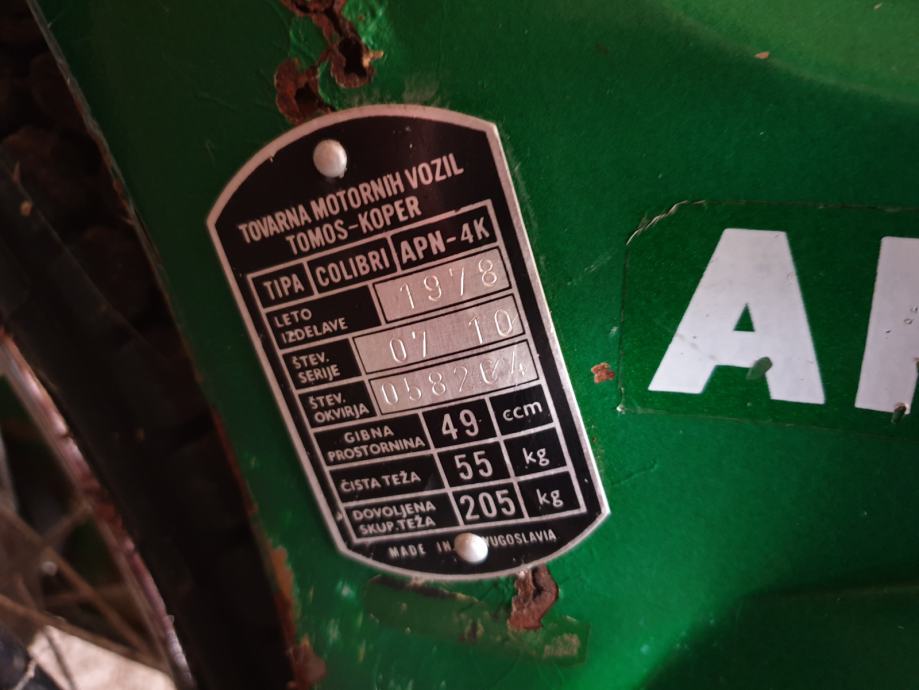 TOVARNA MOTORNIH VOZIL
TOMOS-KOPER
TIPA COLIBRI APN-4K
LETO
IZDELAVE
1978
ŠTEV.
SERIJE
07 10
ŠTEV.
OKVIRJA
GIBNA
PROSTORNINA
49 ccm
ČISTA TEŽA 55 kg
DOVOLJENA
SKUP.TEŽA
205 kg
MADE IN YUGOSLAVIA
A